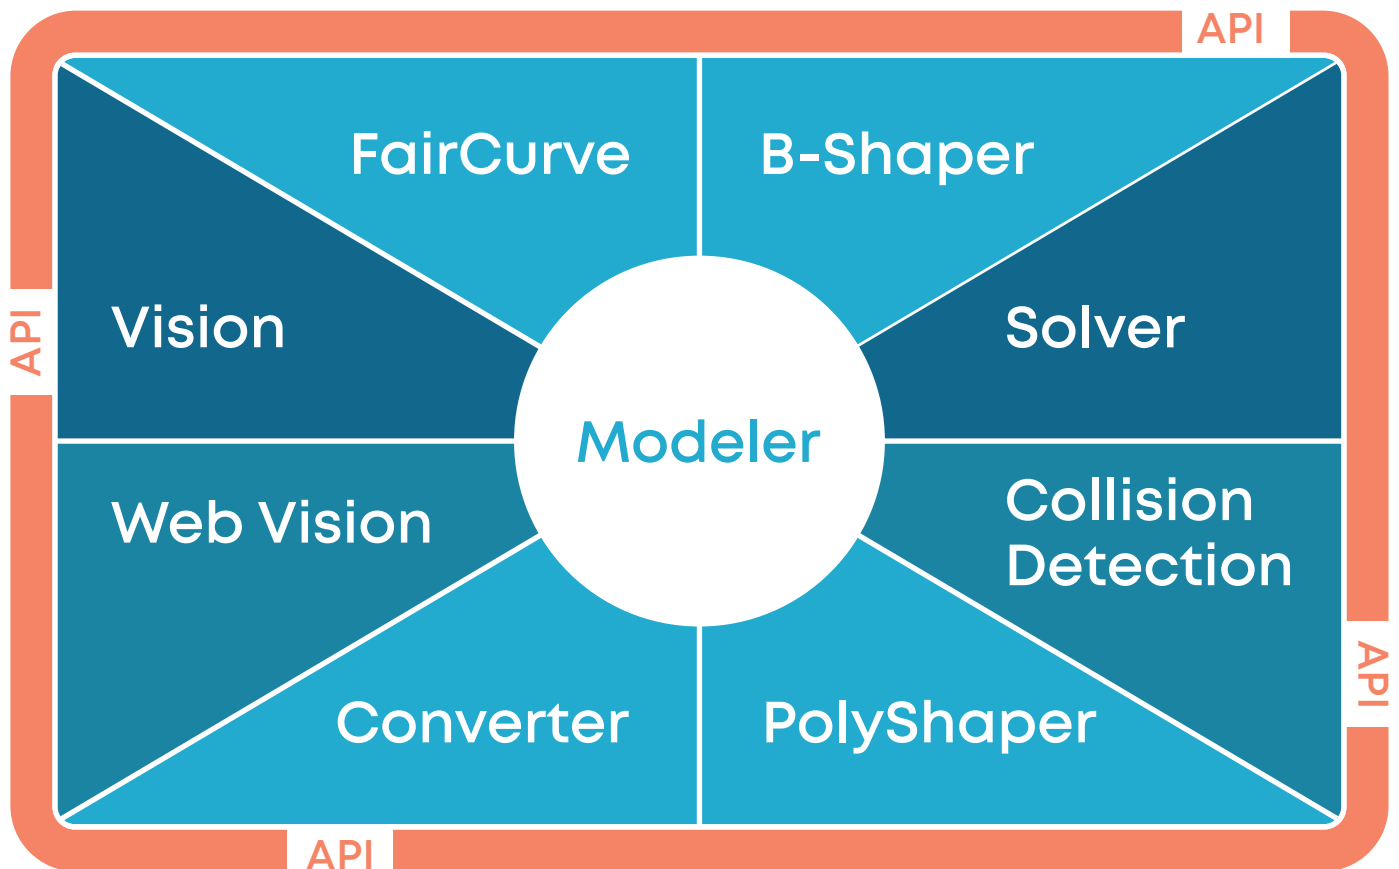 API
FairCurve
B-Shaper
API
Vision
Solver
Modeler
Web Vision
Collision
Detection
API
Converter
PolyShaper
API